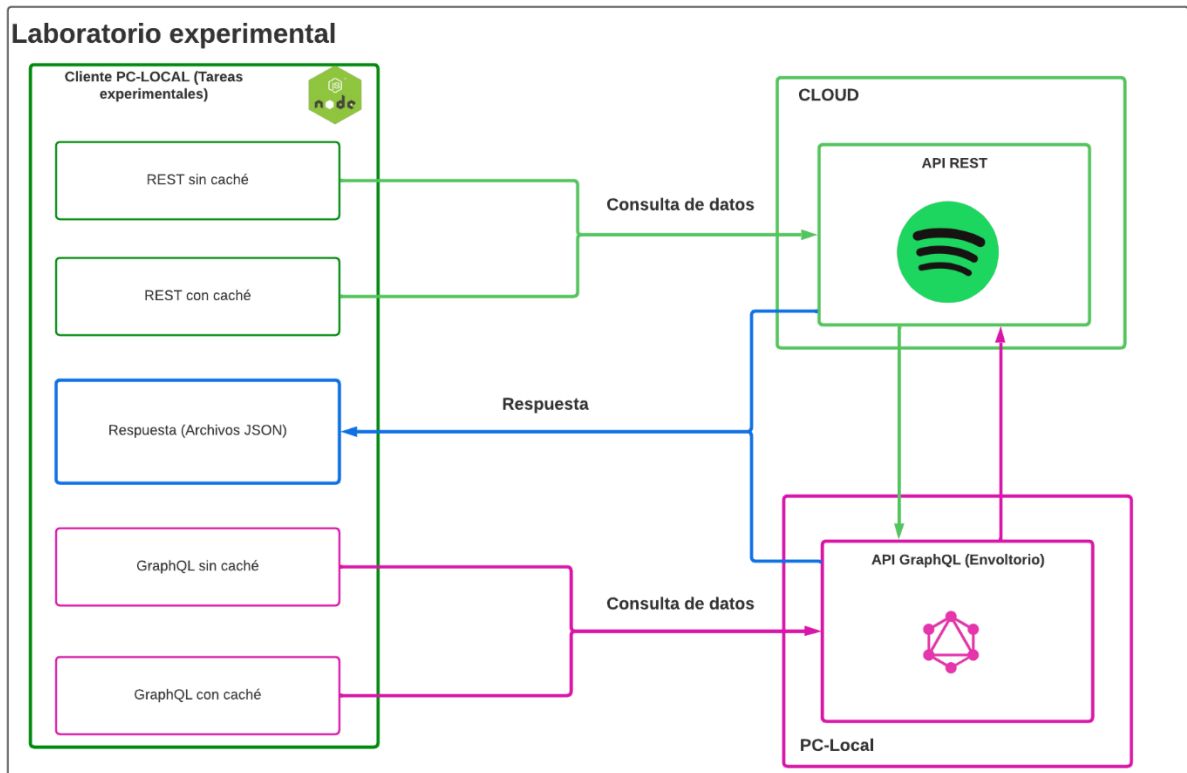 Laboratorio experimental
Cliente PC-LOCAL (Tareas
experimentales)
JS
node
REST sin caché
REST con caché
Respuesta (Archivos JSON)
GraphQL sin caché
GraphQL con caché
Consulta de datos
Respuesta
Consulta de datos
CLOUD
API REST
API GraphQL (Envoltorio)
PC-Local